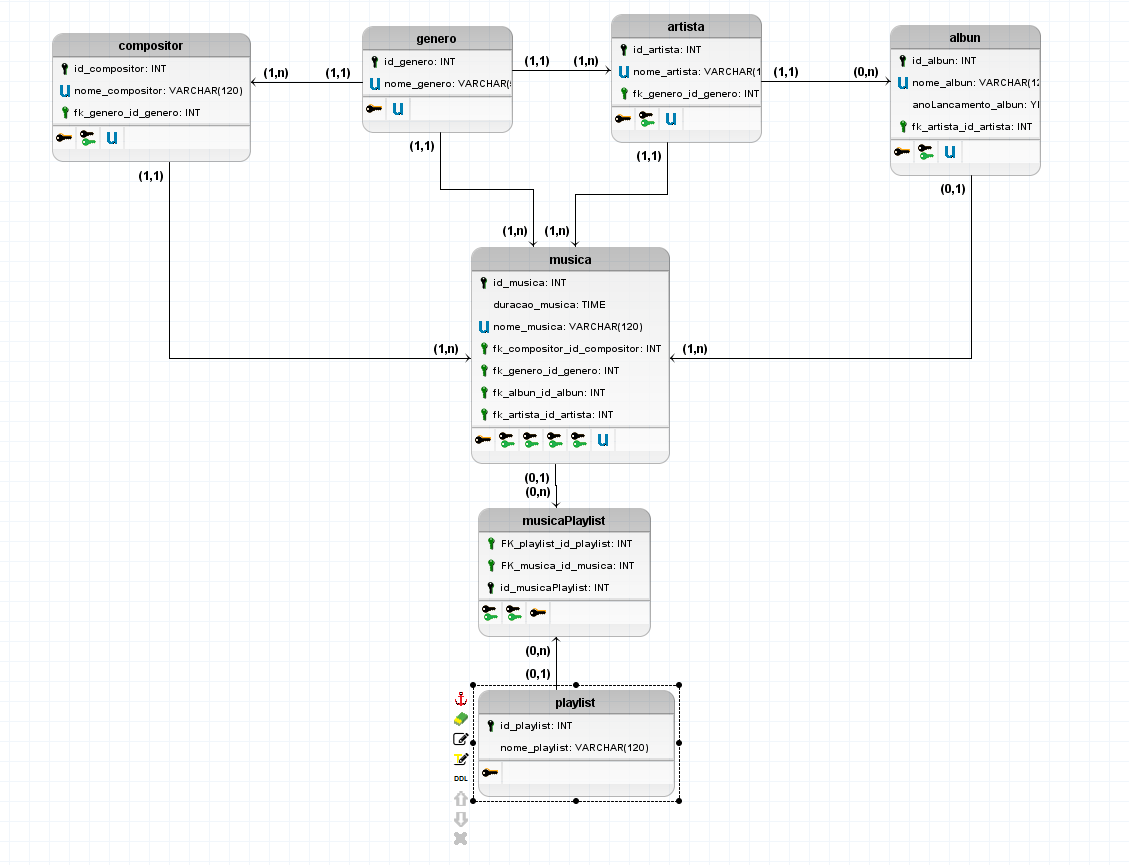 compositor
id_compositor: INT
nome_compositor: VARCHAR(120)
fk_genero_id_genero: INT
U
(1,n)
(1,1)
genero
id_genero: INT
nome_genero: VARCHAR(
U
(1,1)
(1,n)
artista
id_artista: INT
nome_artista: VARCHAR(1
fk_genero_id_genero: INT
U
(1,1)
(0,n)
albun
id_albun: INT
nome_albun: VARCHAR(12
anoLancamento_albun: Y
fk_artista_id_artista: INT
U
(1,1)
(1,1)
(1,1)
(0,1)
(1,n)
(1,n)
(1,n)
(1,n)
musica
id_musica: INT
duracao_musica: TIME
nome_musica: VARCHAR(120)
fk_compositor_id_compositor: INT
fk_genero_id_genero: INT
fk_albun_id_albun: INT
fk_artista_id_artista: INT
U
(0,1)
(0,n)
musicaPlaylist
FK_playlist_id_playlist: INT
FK_musica_id_musica: INT
id_musicaPlaylist: INT
(0,n)
(0,1)
playlist
id_playlist: INT
nome_playlist: VARCHAR(120)
DDL